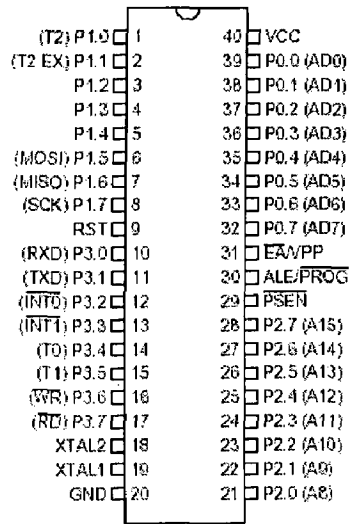 (T2) P1.0 1 40 VCC
(T2 EX) P1.1 2 39 P0.0 (AD0)
P1.2 3 38 P0.1 (AD1)
P1.3 4 37 P0.2 (AD2)
P1.4 5 36 P0.3 (AD3)
(MOSI) P1.5 6 35 P0.4 (AD4)
(MISO) P1.6 7 34 P0.5 (AD5)
(SCK) P1.7 8 33 P0.6 (AD6)
RST 9 32 P0.7 (AD7)
(RXD) P3.0 10 31 E̅A̅/VPP
(TXD) P3.1 11 30 ALE/P̅R̅O̅G̅
(I̅N̅T̅0̅) P3.2 12 29 P̅S̅E̅N̅
(I̅N̅T̅1̅) P3.3 13 28 P2.7 (A15)
(T0) P3.4 14 27 P2.6 (A14)
(T1) P3.5 15 26 P2.5 (A13)
(W̅R̅) P3.6 16 25 P2.4 (A12)
(R̅D̅) P3.7 17 24 P2.3 (A11)
XTAL2 18 23 P2.2 (A10)
XTAL1 19 22 P2.1 (A9)
GND 20 21 P2.0 (A8)